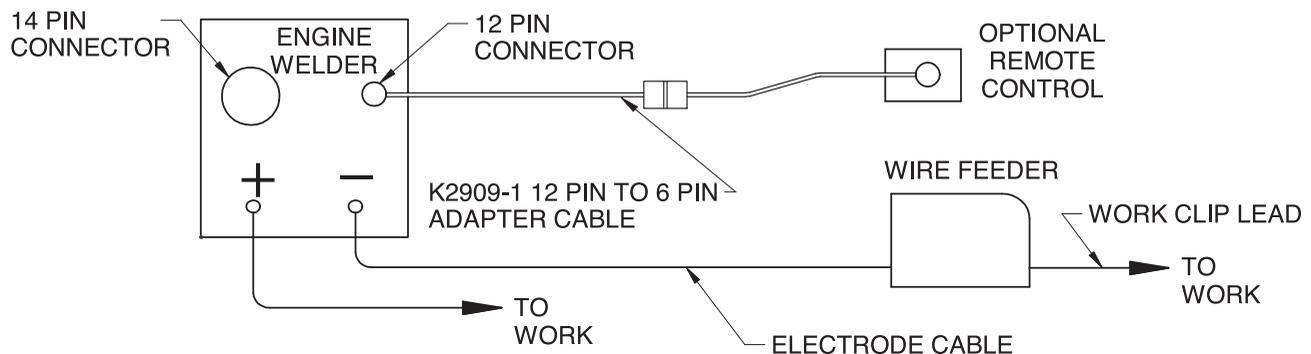 14 PIN
CONNECTOR
ENGINE
WELDER
12 PIN
CONNECTOR
OPTIONAL
REMOTE
CONTROL
+
–
K2909-1 12 PIN TO 6 PIN
ADAPTER CABLE
WIRE FEEDER
WORK CLIP LEAD
TO
WORK
TO
WORK
ELECTRODE CABLE